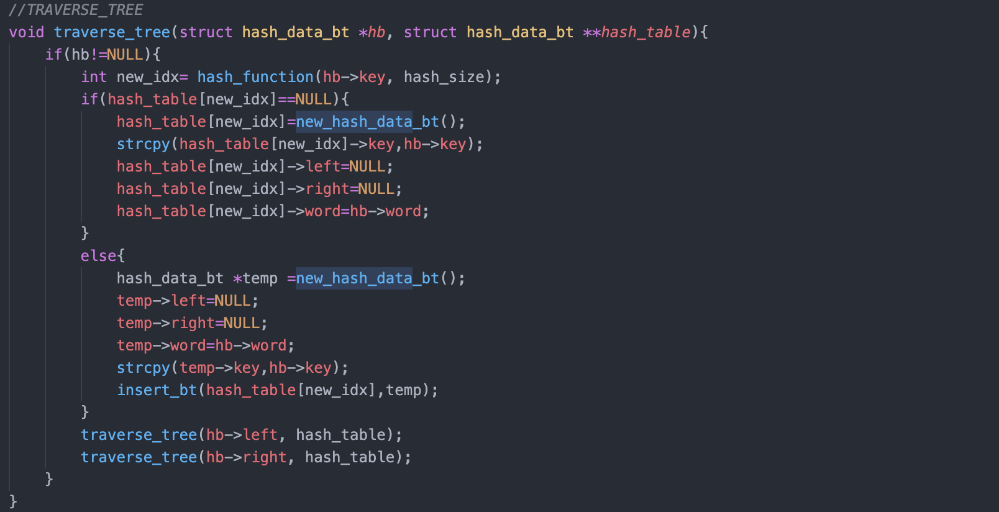 //TRAVERSE_TREE
void traverse_tree(struct hash_data_bt *hb, struct hash_data_bt **hash_table){
    if(hb!=NULL){
        int new_idx= hash_function(hb->key, hash_size);
        if(hash_table[new_idx]==NULL){
            hash_table[new_idx]=new_hash_data_bt();
            strcpy(hash_table[new_idx]->key,hb->key);
            hash_table[new_idx]->left=NULL;
            hash_table[new_idx]->right=NULL;
            hash_table[new_idx]->word=hb->word;
        }
        else{
            hash_data_bt *temp =new_hash_data_bt();
            temp->left=NULL;
            temp->right=NULL;
            temp->word=hb->word;
            strcpy(temp->key,hb->key);
            insert_bt(hash_table[new_idx],temp);
        }
        traverse_tree(hb->left, hash_table);
        traverse_tree(hb->right, hash_table);
    }
}